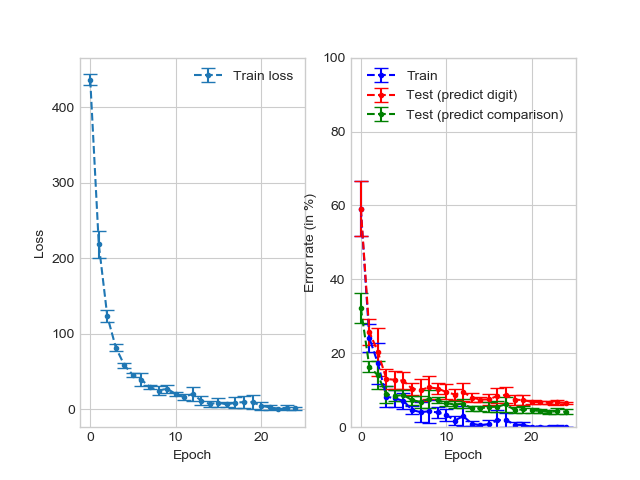 Train loss
400
300
200
100
0
0
10
20
Loss
Epoch
Train
Test (predict digit)
Test (predict comparison)
100
80
60
40
20
0
0
10
20
Error rate (in %)
Epoch